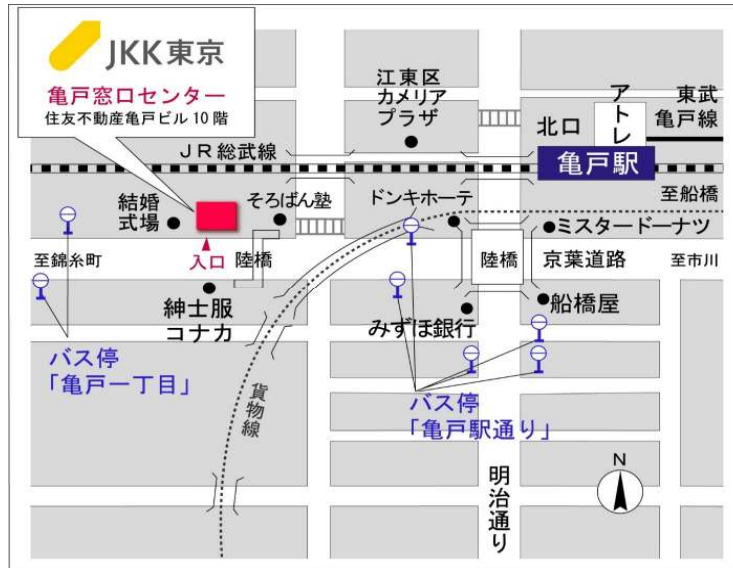 JKK東京
亀戸窓口センター
住友不動産亀戸ビル10階
江東区
カメリア
プラザ
北口
アトレ
東武
亀戸線
JR総武線
亀戸駅
至船橋
結婚
式場
そろばん塾
ドンキホーテ
ミスタードーナツ
至錦糸町
入口
陸橋
陸橋
京葉道路
至市川
紳士服
コナカ
みずほ銀行
船橋屋
バス停
「亀戸一丁目」
貨物線
バス停
「亀戸駅通り」
明治通り
N